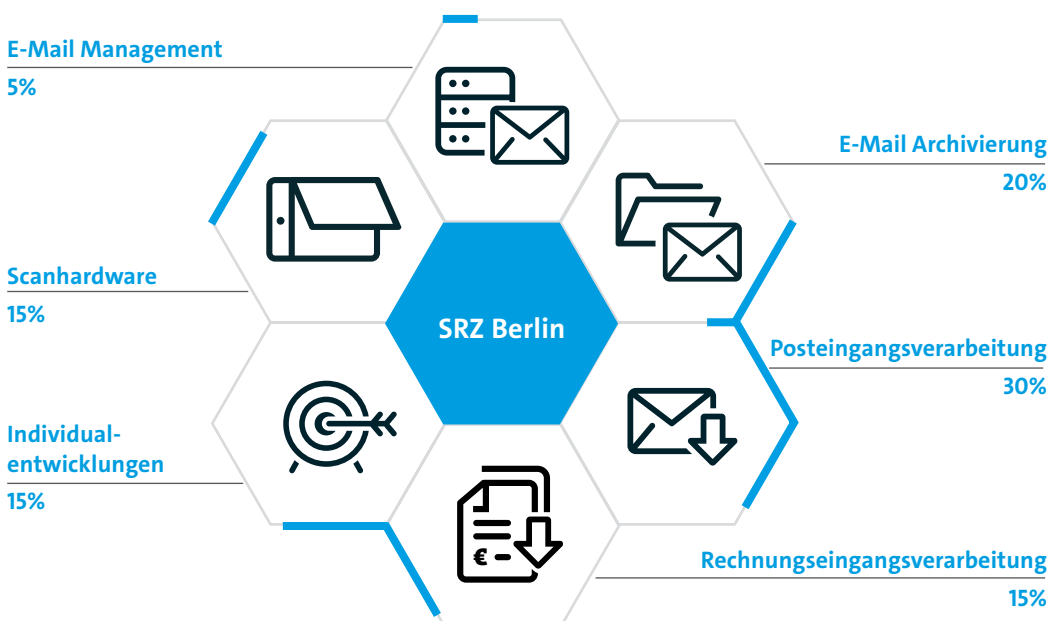 E-Mail Management
5%
E-Mail Archivierung
20%
Scanhardware
15%
SRZ Berlin
Posteingangsverarbeitung
30%
Individual-
entwicklungen
15%
€
Rechnungseingangsverarbeitung
15%